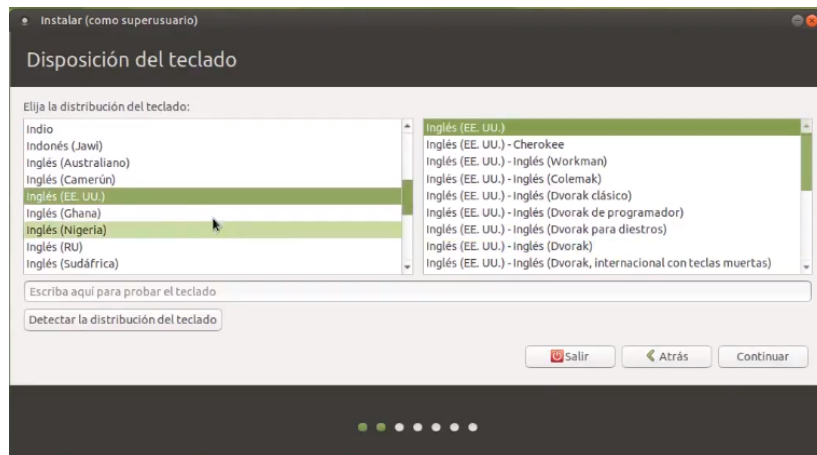 Instalar (como superusuario)
Disposición del teclado
Elija la distribución del teclado:
Indio
Indonés (Jawi)
Inglés (Australiano)
Inglés (Camerún)
Inglés (EE. UU.)
Inglés (Ghana)
Inglés (Nigeria)
Inglés (RU)
Inglés (Sudáfrica)
Inglés (EE. UU.)
Inglés (EE. UU.) - Cherokee
Inglés (EE. UU.) - Inglés (Workman)
Inglés (EE. UU.) - Inglés (Colemak)
Inglés (EE. UU.) - Inglés (Dvorak clásico)
Inglés (EE. UU.) - Inglés (Dvorak de programador)
Inglés (EE. UU.) - Inglés (Dvorak para diestros)
Inglés (EE. UU.) - Inglés (Dvorak)
Inglés (EE. UU.) - Inglés (Dvorak, internacional con teclas muertas)
Escriba aquí para probar el teclado
Detectar la distribución del teclado
Salir
Atrás
Continuar